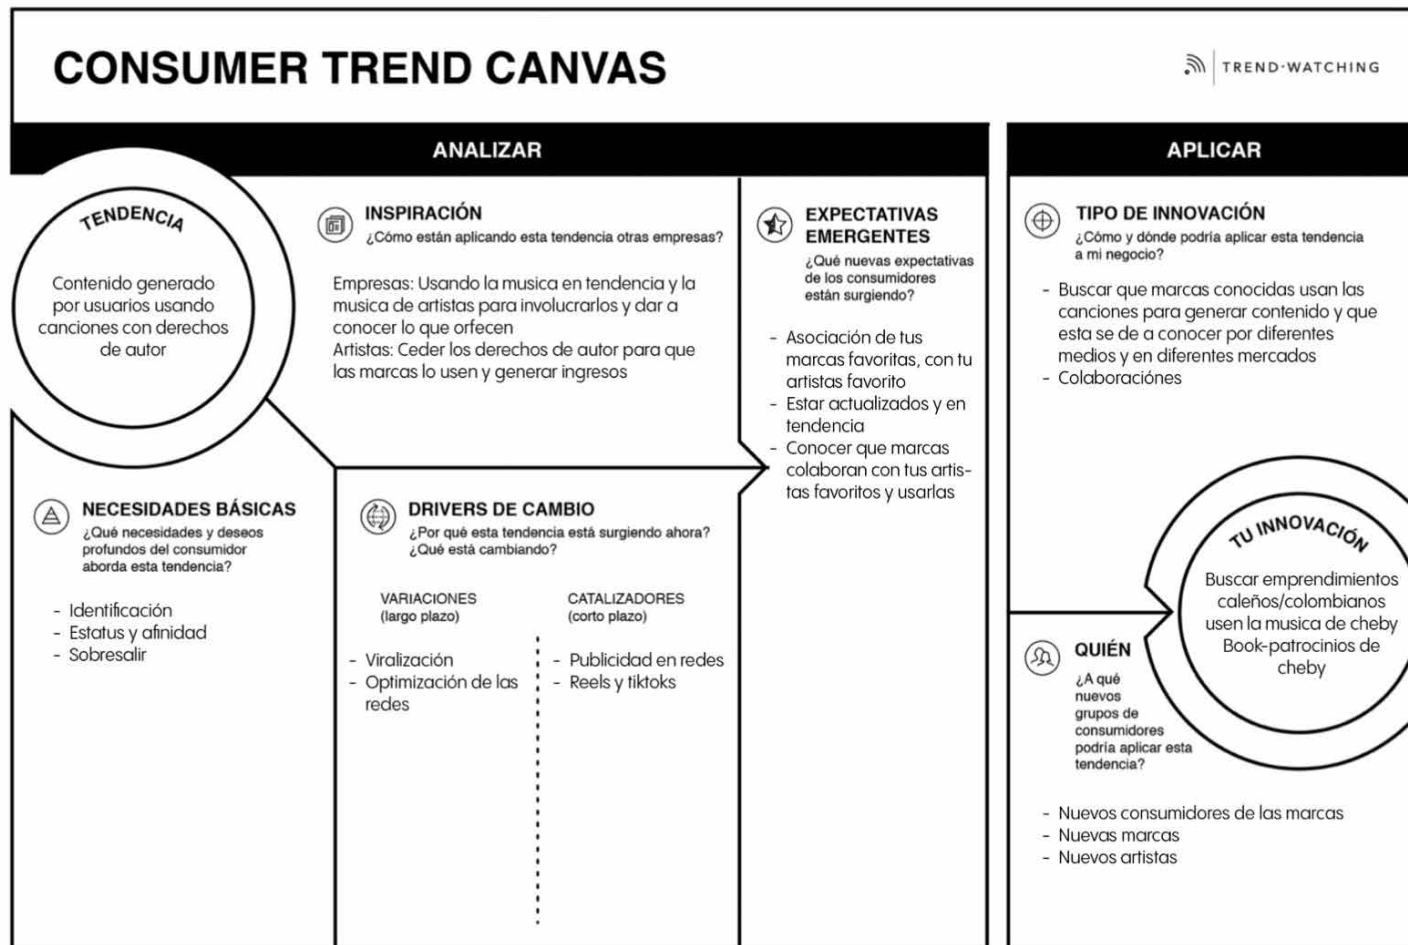 CONSUMER TREND CANVAS
TREND-WATCHING
ANALIZAR
TENDENCIA
Contenido generado
por usuarios usando
canciones con derechos
de autor
INSPIRACIÓN
¿Cómo están aplicando esta tendencia otras empresas?
Empresas: Usando la musica en tendencia y la
musica de artistas para involucrarlos y dar a
conocer lo que orfecen
Artistas: Ceder los derechos de autor para que
las marcas lo usen y generar ingresos
EXPECTATIVAS
EMERGENTES
¿Qué nuevas expectativas
de los consumidores
están surgiendo?
- Asociación de tus
marcas favoritas, con tu
artistas favorito
- Estar actualizados y en
tendencia
- Conocer que marcas
colaboran con tus artis-
tas favoritos y usarlas
NECESIDADES BÁSICAS
¿Qué necesidades y deseos
profundos del consumidor
aborda esta tendencia?
- Identificación
- Estatus y afinidad
- Sobresalir
DRIVERS DE CAMBIO
¿Por qué esta tendencia está surgiendo ahora?
¿Qué está cambiando?
VARIACIONES
(largo plazo)
- Viralización
- Optimización de las
redes
CATALIZADORES
(corto plazo)
- Publicidad en redes
- Reels y tiktoks
APLICAR
TIPO DE INNOVACIÓN
¿Cómo y dónde podría aplicar esta tendencia
a mi negocio?
- Buscar que marcas conocidas usan las
canciones para generar contenido y que
esta se de a conocer por diferentes
medios y en diferentes mercados
- Colaboraciónes
TU INNOVACIÓN
Buscar emprendimientos
caleños/colombianos
usen la musica de cheby
Book-patrocinios de
cheby
QUIÉN
¿A qué
nuevos
grupos de
consumidores
podría aplicar esta
tendencia?
- Nuevos consumidores de las marcas
- Nuevas marcas
- Nuevos artistas